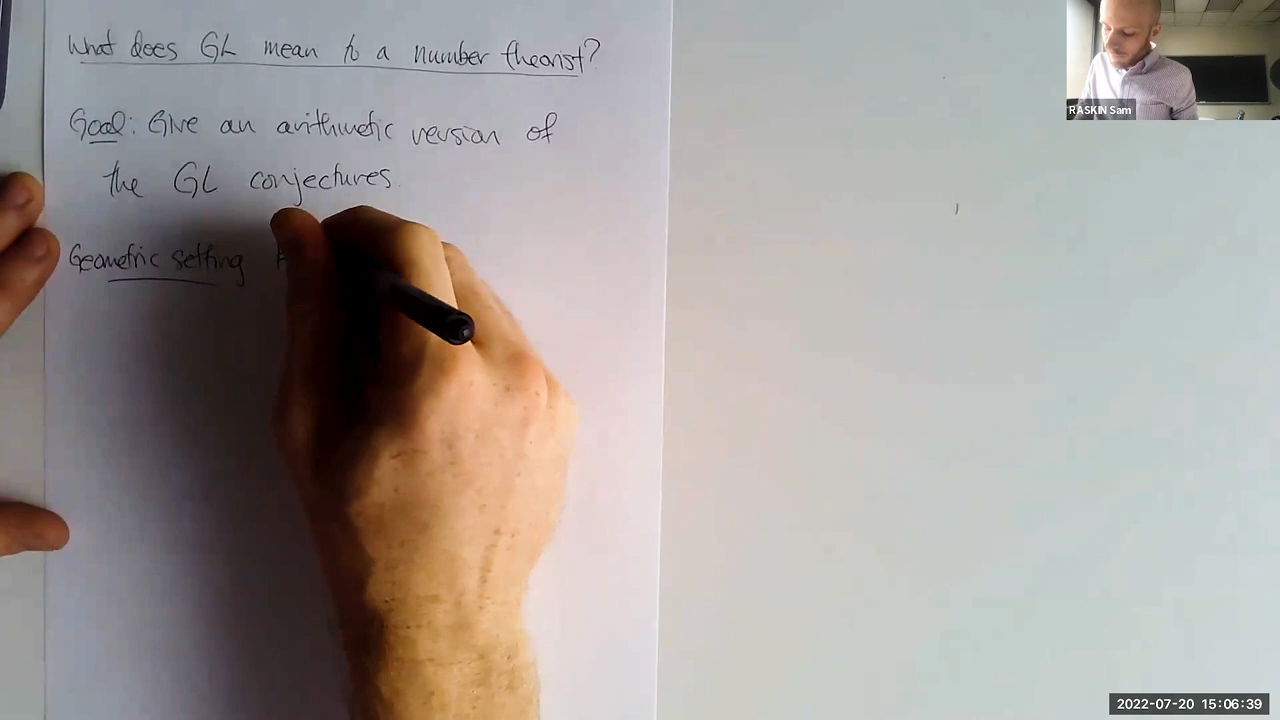 What does GL mean to a number theorist?
Goal: Give an arithmetic version of
the GL conjectures.
Geometric setting
RASKIN Sam
2022-07-20 15:06:39